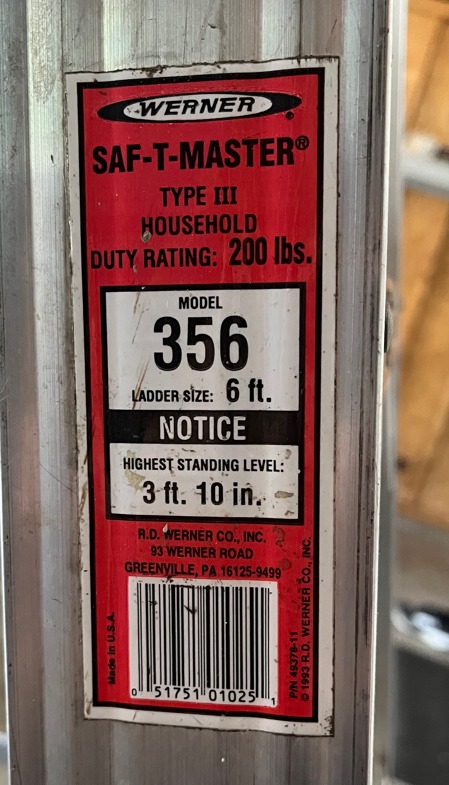 WERNER
SAF-T-MASTER®
TYPE III
HOUSEHOLD
DUTY RATING: 200 lbs.
MODEL
356
LADDER SIZE: 6 ft.
NOTICE
HIGHEST STANDING LEVEL:
3 ft. 10 in.
R.D. WERNER CO., INC.
93 WERNER ROAD
GREENVILLE, PA 16125-9499
Made In U.S.A.
0 51751 01025 1
P/N 49376-11
© 1993 R.D. WERNER CO., INC.